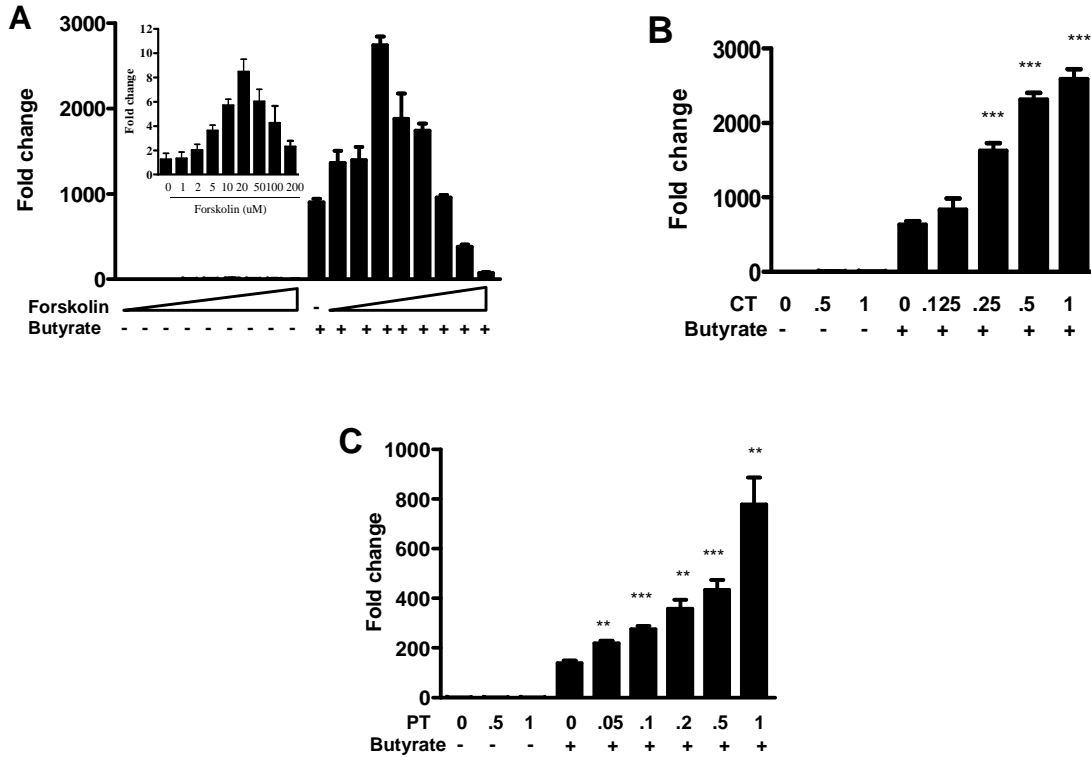 A
3000
2000
1000
0
Fold change
12
10
8
6
4
2
0
Fold change
0 1 2 5 10 20 50 100 200
Forskolin (uM)
Forskolin -
Butyrate - - - - - - - - - + + + + + + + + +
B
3000
2000
1000
0
Fold change
*** *** ***
CT 0 .5 1 0 .125 .25 .5 1
Butyrate - - - + + + + +
C
1000
800
600
400
200
0
Fold change
** *** ** *** **
PT 0 .5 1 0 .05 .1 .2 .5 1
Butyrate - - - + + + + + +